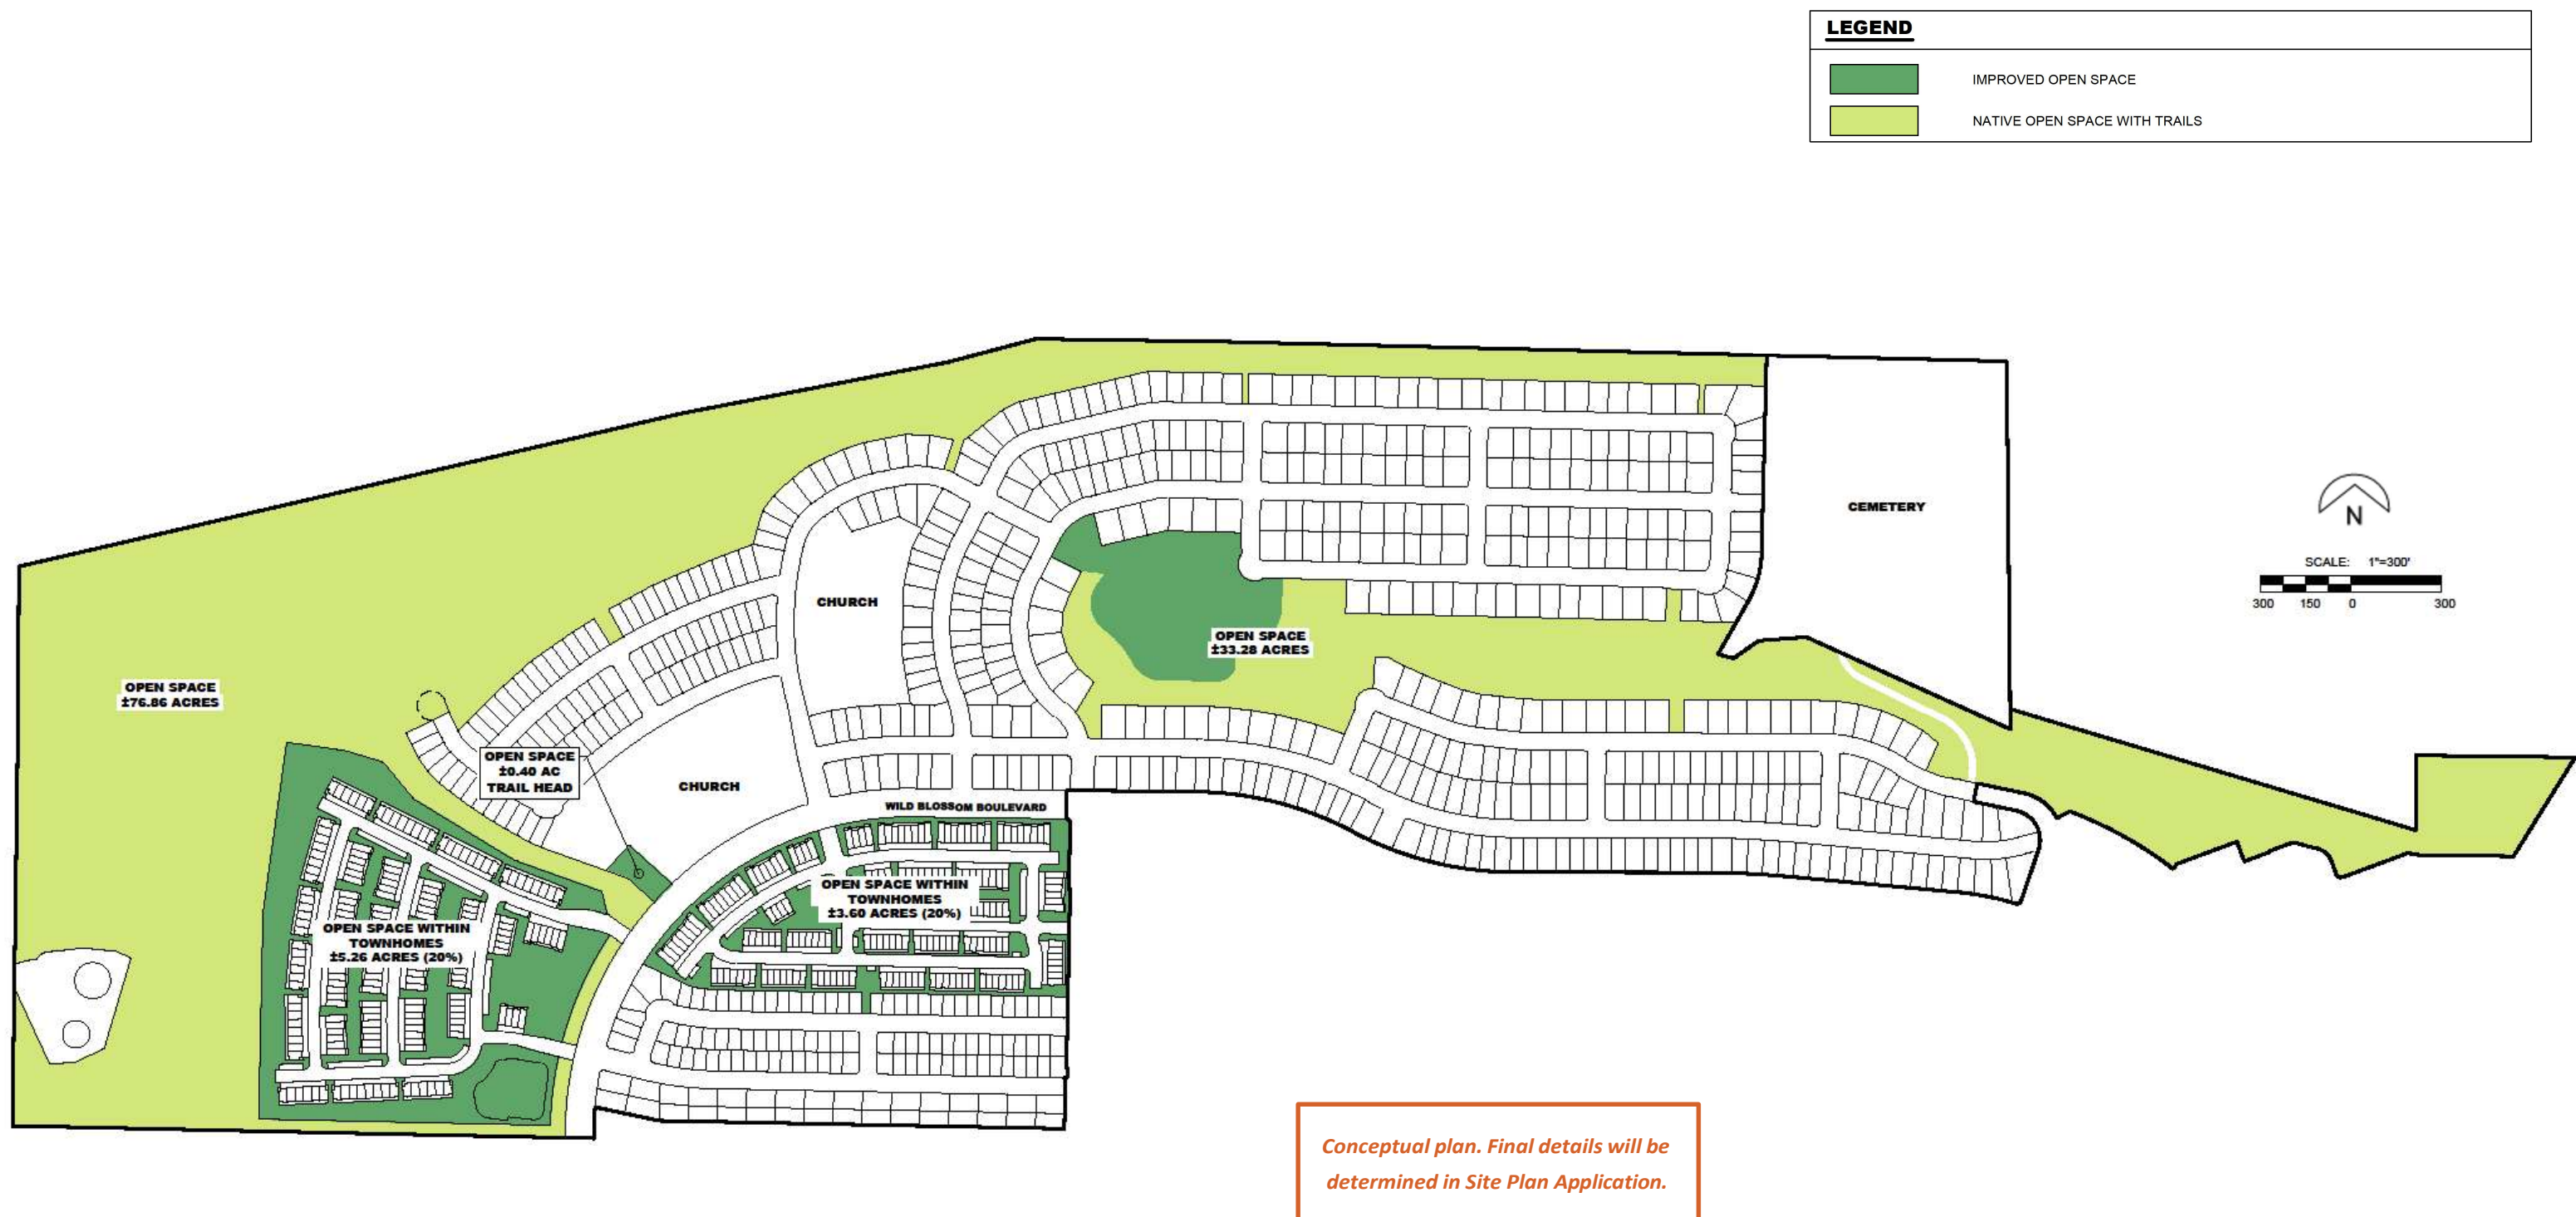 LEGEND
IMPROVED OPEN SPACE
NATIVE OPEN SPACE WITH TRAILS
CEMETERY
N
SCALE: 1"=300'
300 150 0 300
CHURCH
OPEN SPACE
±33.28 ACRES
OPEN SPACE
±76.86 ACRES
OPEN SPACE
±0.40 AC
TRAIL HEAD
CHURCH
WILD BLOSSOM BOULEVARD
OPEN SPACE WITHIN
TOWNHOMES
±3.60 ACRES (20%)
OPEN SPACE WITHIN
TOWNHOMES
±5.26 ACRES (20%)
Conceptual plan. Final details will be
determined in Site Plan Application.